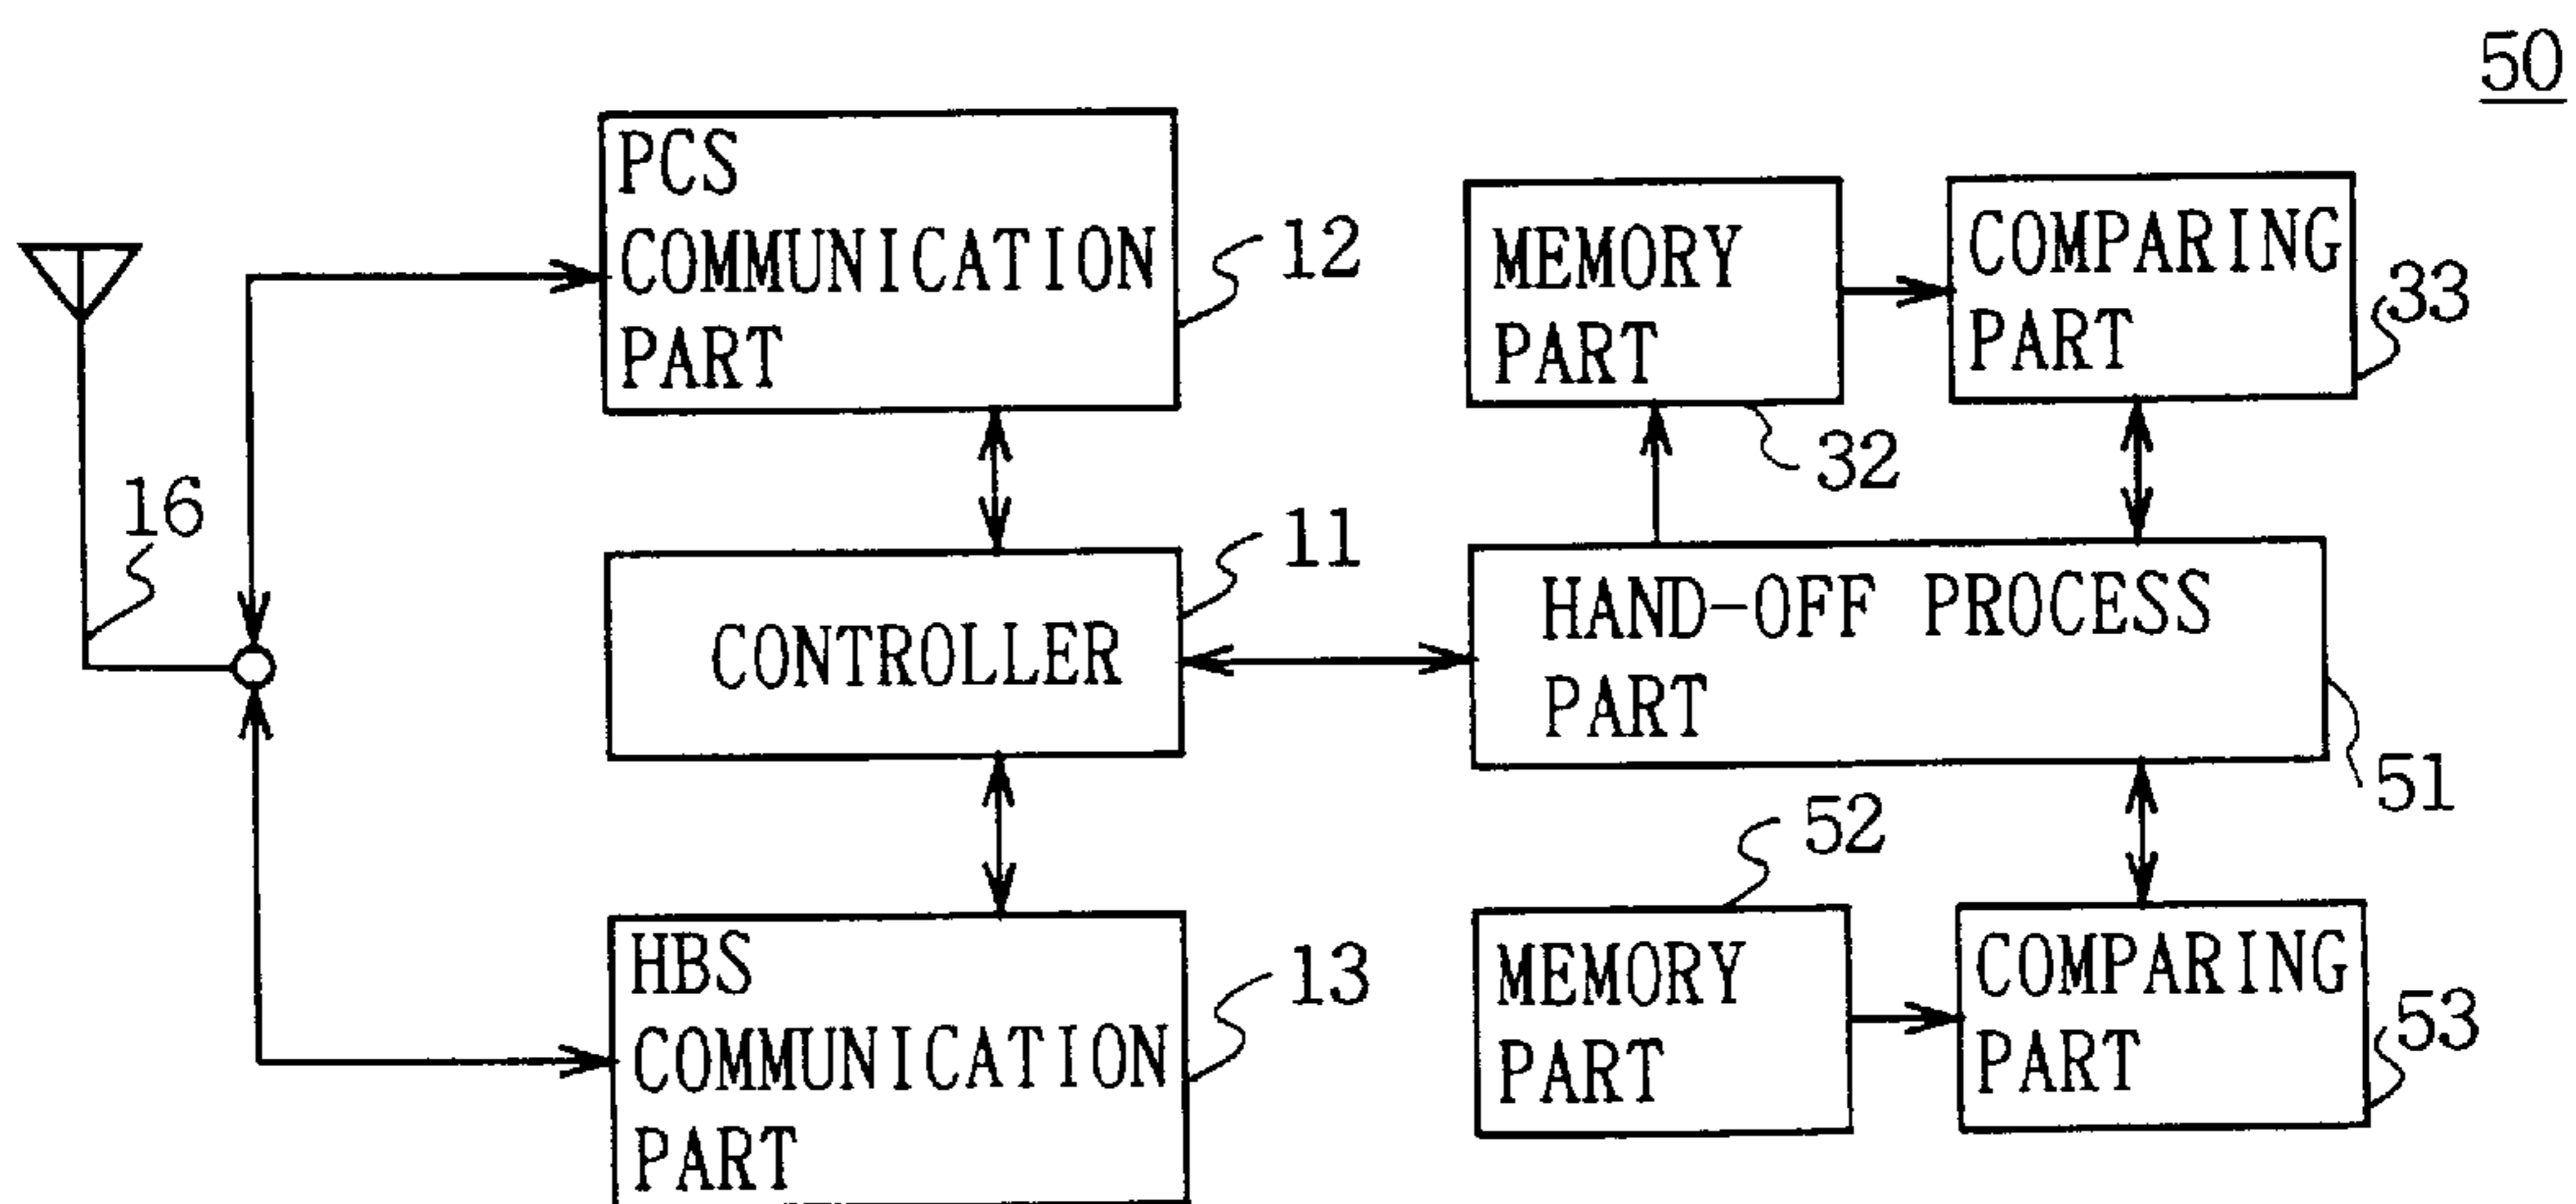 50
PCS
COMMUNICATION
PART
12
MEMORY
PART
32
COMPARING
PART
33
16
CONTROLLER
11
HAND-OFF PROCESS
PART
51
HBS
COMMUNICATION
PART
13
MEMORY
PART
52
COMPARING
PART
53